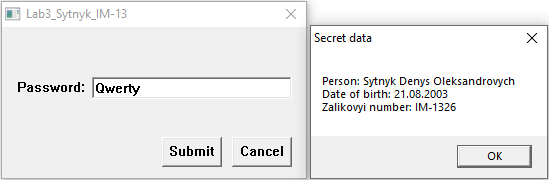 Lab3_Sytnyk_IM-13
Password: Qwerty
Submit Cancel
Secret data
Person: Sytnyk Denys Oleksandrovych
Date of birth: 21.08.2003
Zalikovyi number: IM-1326
OK